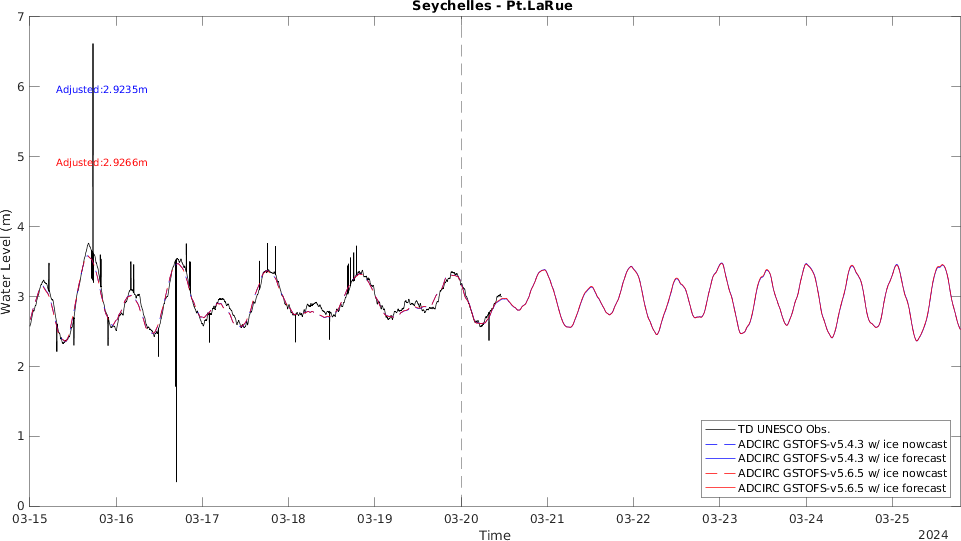 Seychelles - Pt.LaRue
7
6
5
4
3
2
1
0
Water Level (m)
Adjusted:2.9235m
Adjusted:2.9266m
TD UNESCO Obs.
ADCIRC GSTOFS-v5.4.3 w/ ice nowcast
ADCIRC GSTOFS-v5.4.3 w/ ice forecast
ADCIRC GSTOFS-v5.6.5 w/ ice nowcast
ADCIRC GSTOFS-v5.6.5 w/ ice forecast
03-15 03-16 03-17 03-18 03-19 03-20 03-21 03-22 03-23 03-24 03-25
Time
2024